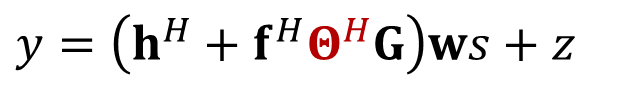 y = (h^H + f^H Θ^H G)ws + z